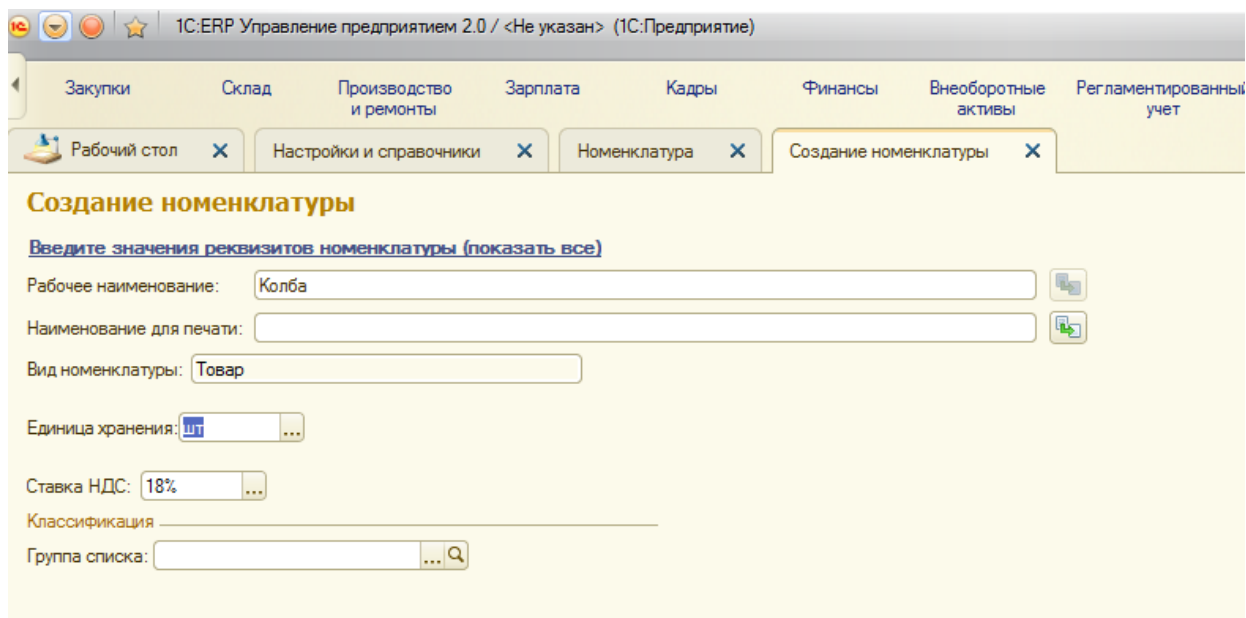 1С:ERP Управление предприятием 2.0 / <Не указан> (1С:Предприятие)
Закупки Склад Производство и ремонты Зарплата Кадры Финансы Внеоборотные активы Регламентированный учет
Рабочий стол Настройки и справочники Номенклатура Создание номенклатуры
Создание номенклатуры
Введите значения реквизитов номенклатуры (показать все)
Рабочее наименование: Колба
Наименование для печати:
Вид номенклатуры: Товар
Единица хранения: шт ...
Ставка НДС: 18% ...
Классификация
Группа списка: ...